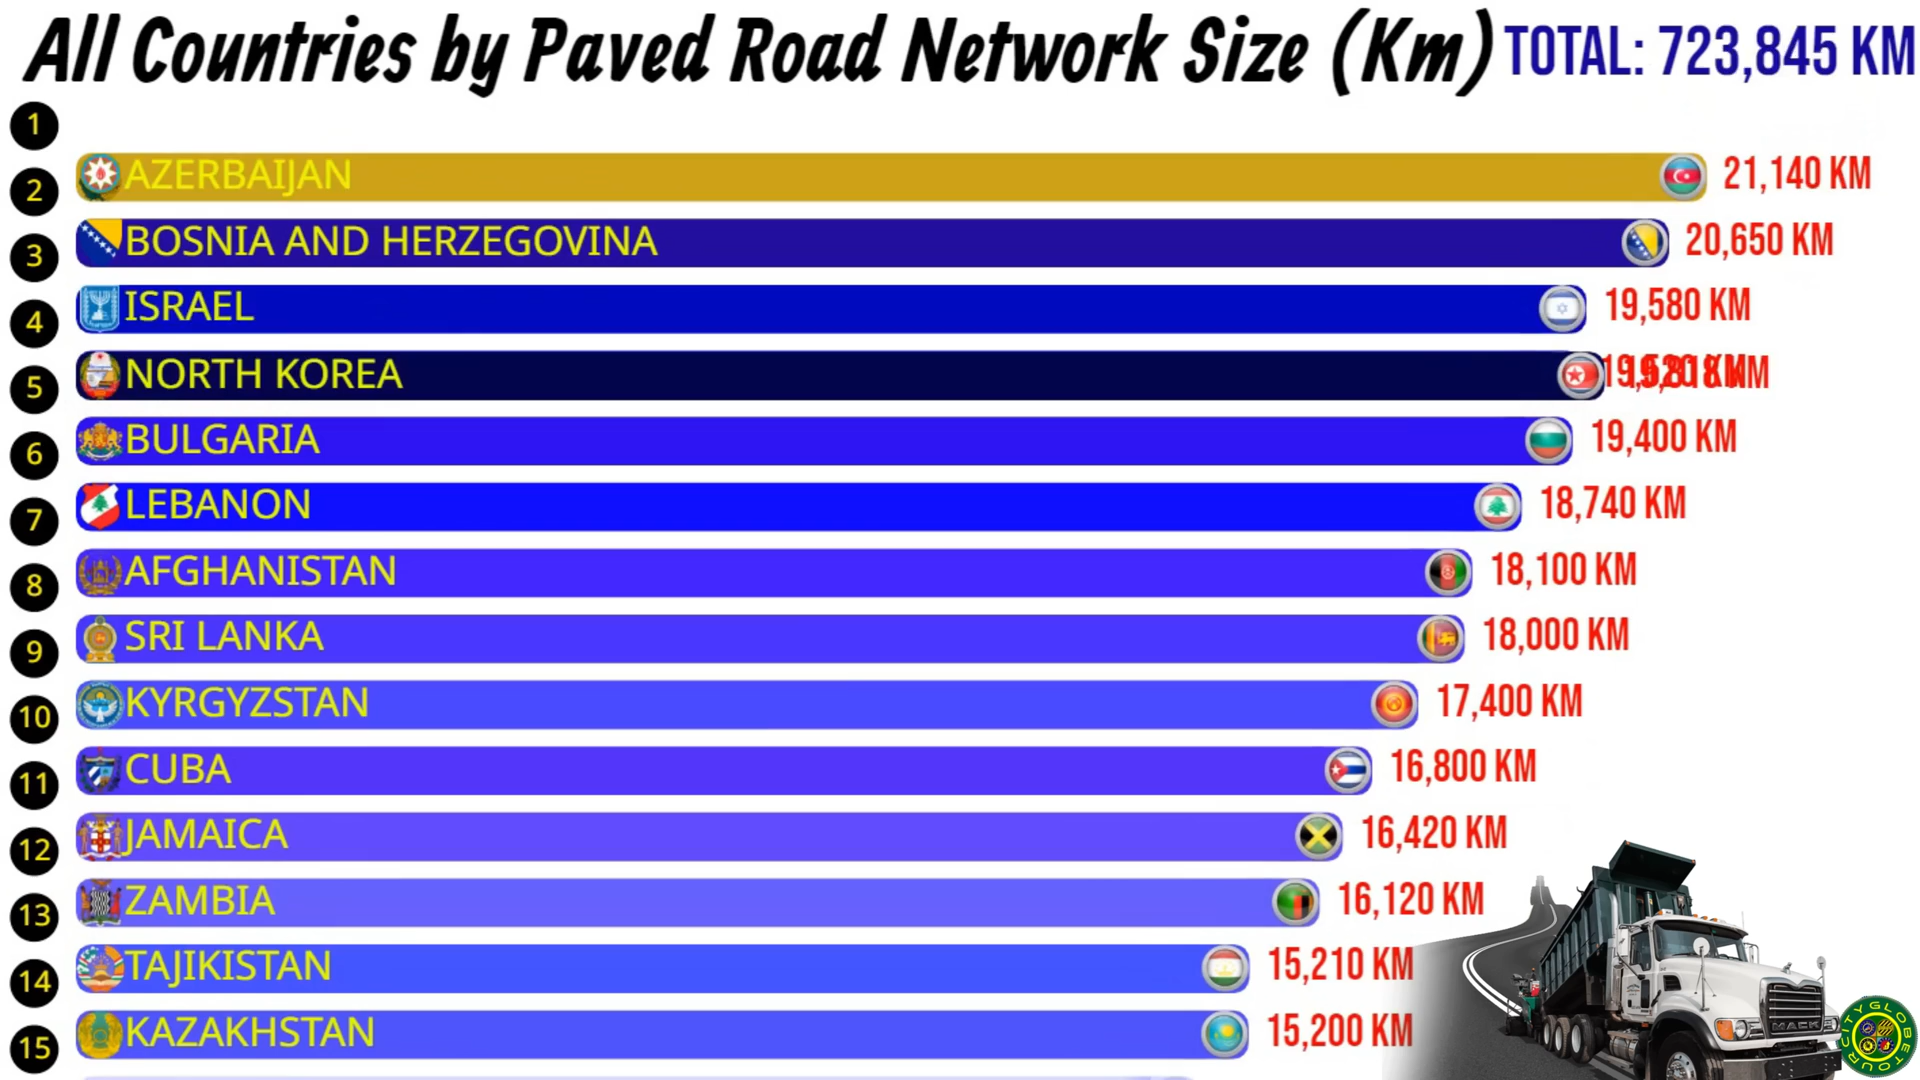 All Countries by Paved Road Network Size (Km) TOTAL: 723,845 KM
1
2 AZERBAIJAN 21,140 KM
3 BOSNIA AND HERZEGOVINA 20,650 KM
4 ISRAEL 19,580 KM
5 NORTH KOREA
6 BULGARIA 19,400 KM
7 LEBANON 18,740 KM
8 AFGHANISTAN 18,100 KM
9 SRI LANKA 18,000 KM
10 KYRGYZSTAN 17,400 KM
11 CUBA 16,800 KM
12 JAMAICA 16,420 KM
13 ZAMBIA 16,120 KM
14 TAJIKISTAN 15,210 KM
15 KAZAKHSTAN 15,200 KM
MACK
CITY GLOBE TOUR